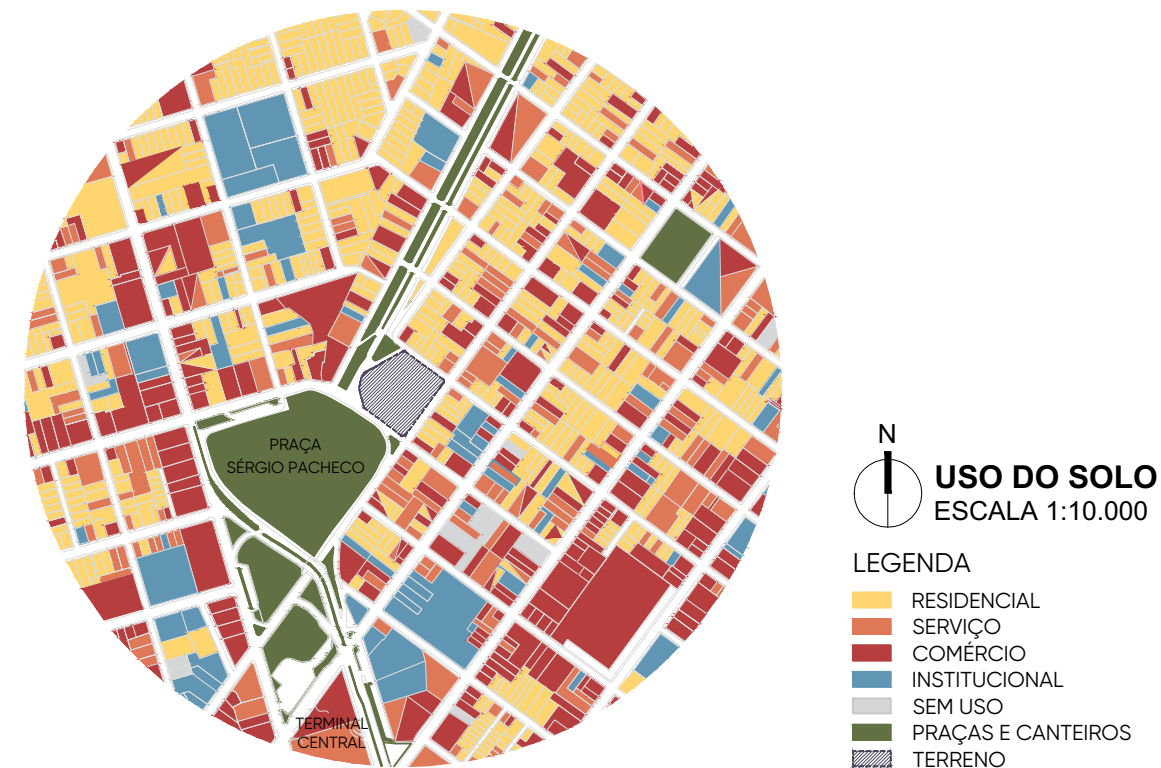 PRAÇA
SÉRGIO PACHECO
TERMINAL
CENTRAL
N
USO DO SOLO
ESCALA 1:10.000
LEGENDA
RESIDENCIAL
SERVIÇO
COMÉRCIO
INSTITUCIONAL
SEM USO
PRAÇAS E CANTEIROS
TERRENO